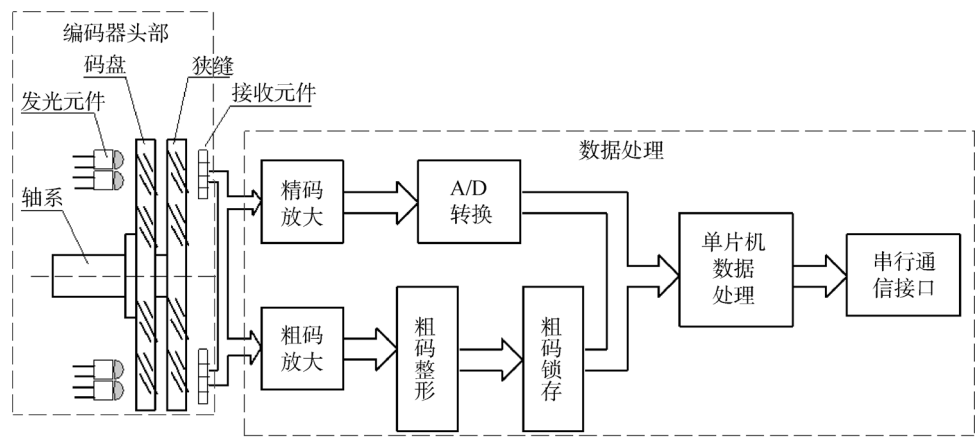 编码器头部
码盘
狭缝
发光元件
接收元件
轴系
数据处理
精码
放大
A/D
转换
单片机
数据
处理
串行通
信接口
粗码
放大
粗码整形
粗码锁存